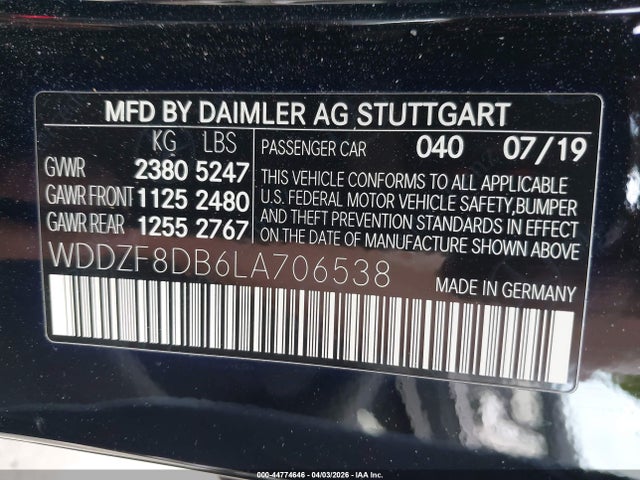 MFD BY DAIMLER AG STUTTGART
KG LBS
GVWR 2380 5247
GAWR FRONT 1125 2480
GAWR REAR 1255 2767
PASSENGER CAR 040 07/19
THIS VEHICLE CONFORMS TO ALL APPLICABLE
U.S. FEDERAL MOTOR VEHICLE SAFETY,BUMPER
AND THEFT PREVENTION STANDARDS IN EFFECT
ON THE DATE OF MANUFACTURE SHOWN ABOVE
WDDZF8DB6LA706538
MADE IN GERMANY
000-44774646 | 04/03/2026 | IAA Inc.